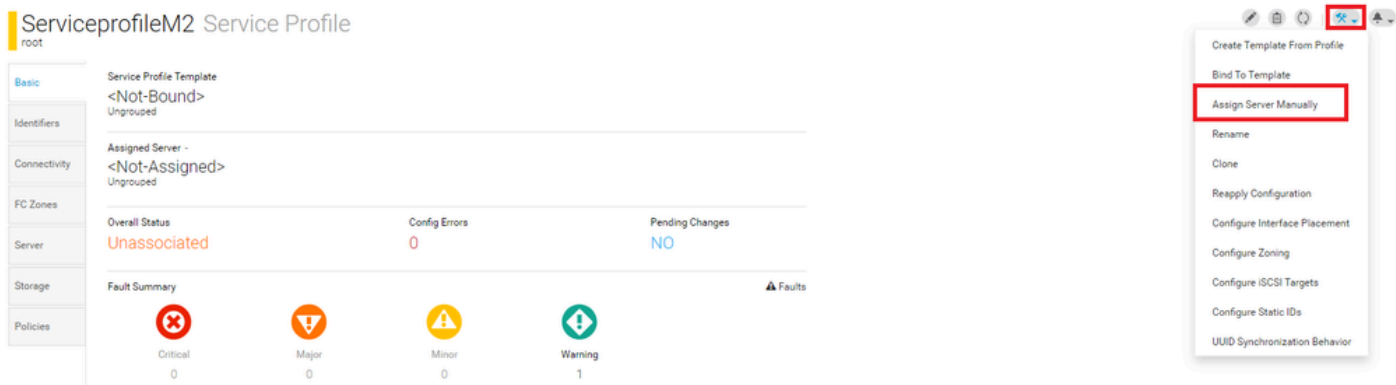 ServiceprofileM2 Service Profile
root
Basic
Identifiers
Connectivity
FC Zones
Server
Storage
Policies
Service Profile Template
<Not-Bound>
Ungrouped
Assigned Server -
<Not-Assigned>
Ungrouped
Overall Status Config Errors Pending Changes
Unassociated 0 NO
Fault Summary Faults
Critical Major Minor Warning
0 0 0 1
Create Template From Profile
Bind To Template
Assign Server Manually
Rename
Clone
Reapply Configuration
Configure Interface Placement
Configure Zoning
Configure iSCSI Targets
Configure Static IDs
UUID Synchronization Behavior